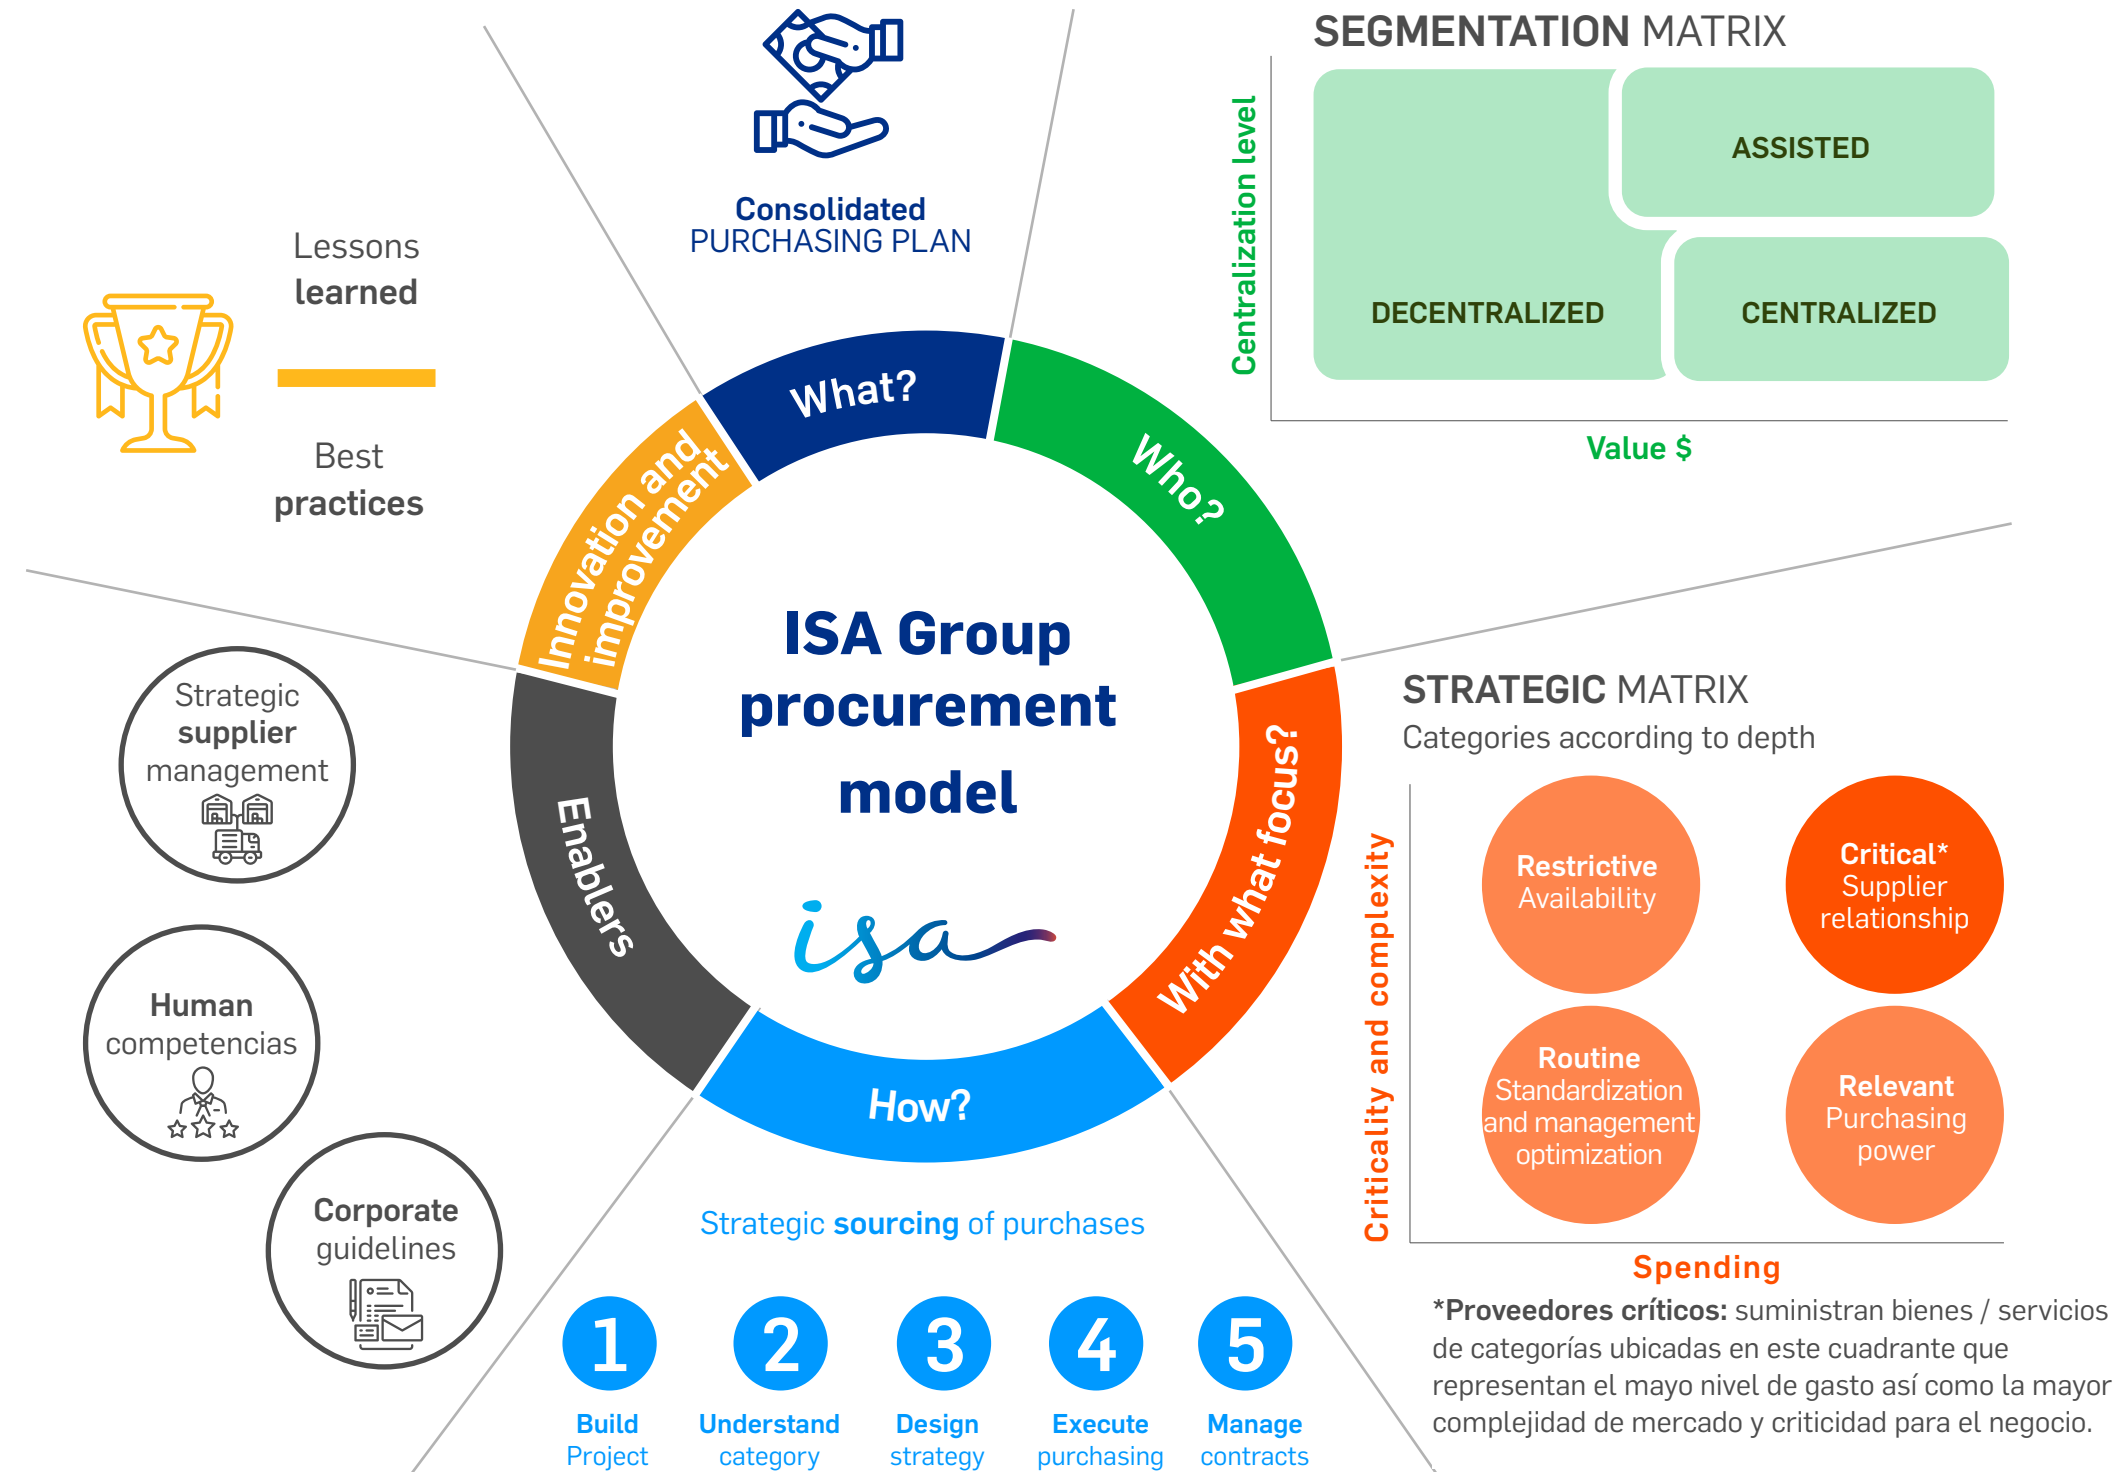 Consolidated
PURCHASING PLAN
SEGMENTATION MATRIX
Centralization level
ASSISTED
DECENTRALIZED
CENTRALIZED
Value $
Lessons
learned
Best
practices
What?
Who?
With what focus?
How?
Enablers
Innovation and
improvement
ISA Group
procurement
model
isa
STRATEGIC MATRIX
Categories according to depth
Criticality and complexity
Restrictive
Availability
Critical*
Supplier
relationship
Routine
Standardization
and management
optimization
Relevant
Purchasing
power
Spending
*Proveedores críticos: suministran bienes / servicios
de categorías ubicadas en este cuadrante que
representan el mayo nivel de gasto así como la mayor
complejidad de mercado y criticidad para el negocio.
Strategic
supplier
management
Human
competencias
Corporate
guidelines
Strategic sourcing of purchases
1
Build
Project
2
Understand
category
3
Design
strategy
4
Execute
purchasing
5
Manage
contracts